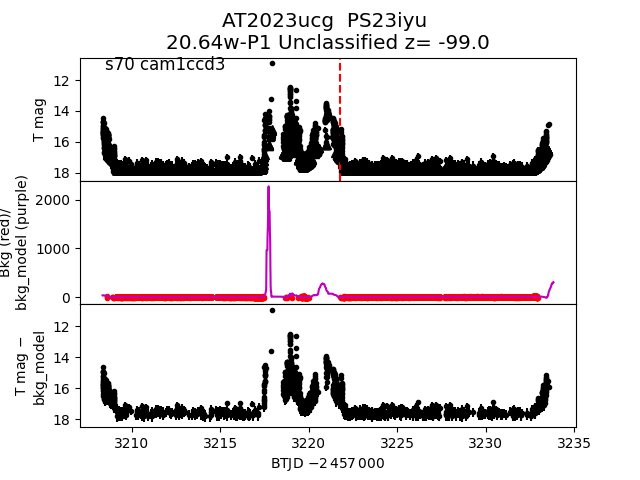 AT2023ucg  PS23iyu
20.64w-P1 Unclassified z= -99.0
s70 cam1ccd3
T mag
12
14
16
18
Bkg (red)/
bkg_model (purple)
2000
1000
0
T mag −
bkg_model
12
14
16
18
3210 3215 3220 3225 3230 3235
BTJD −2 457 000